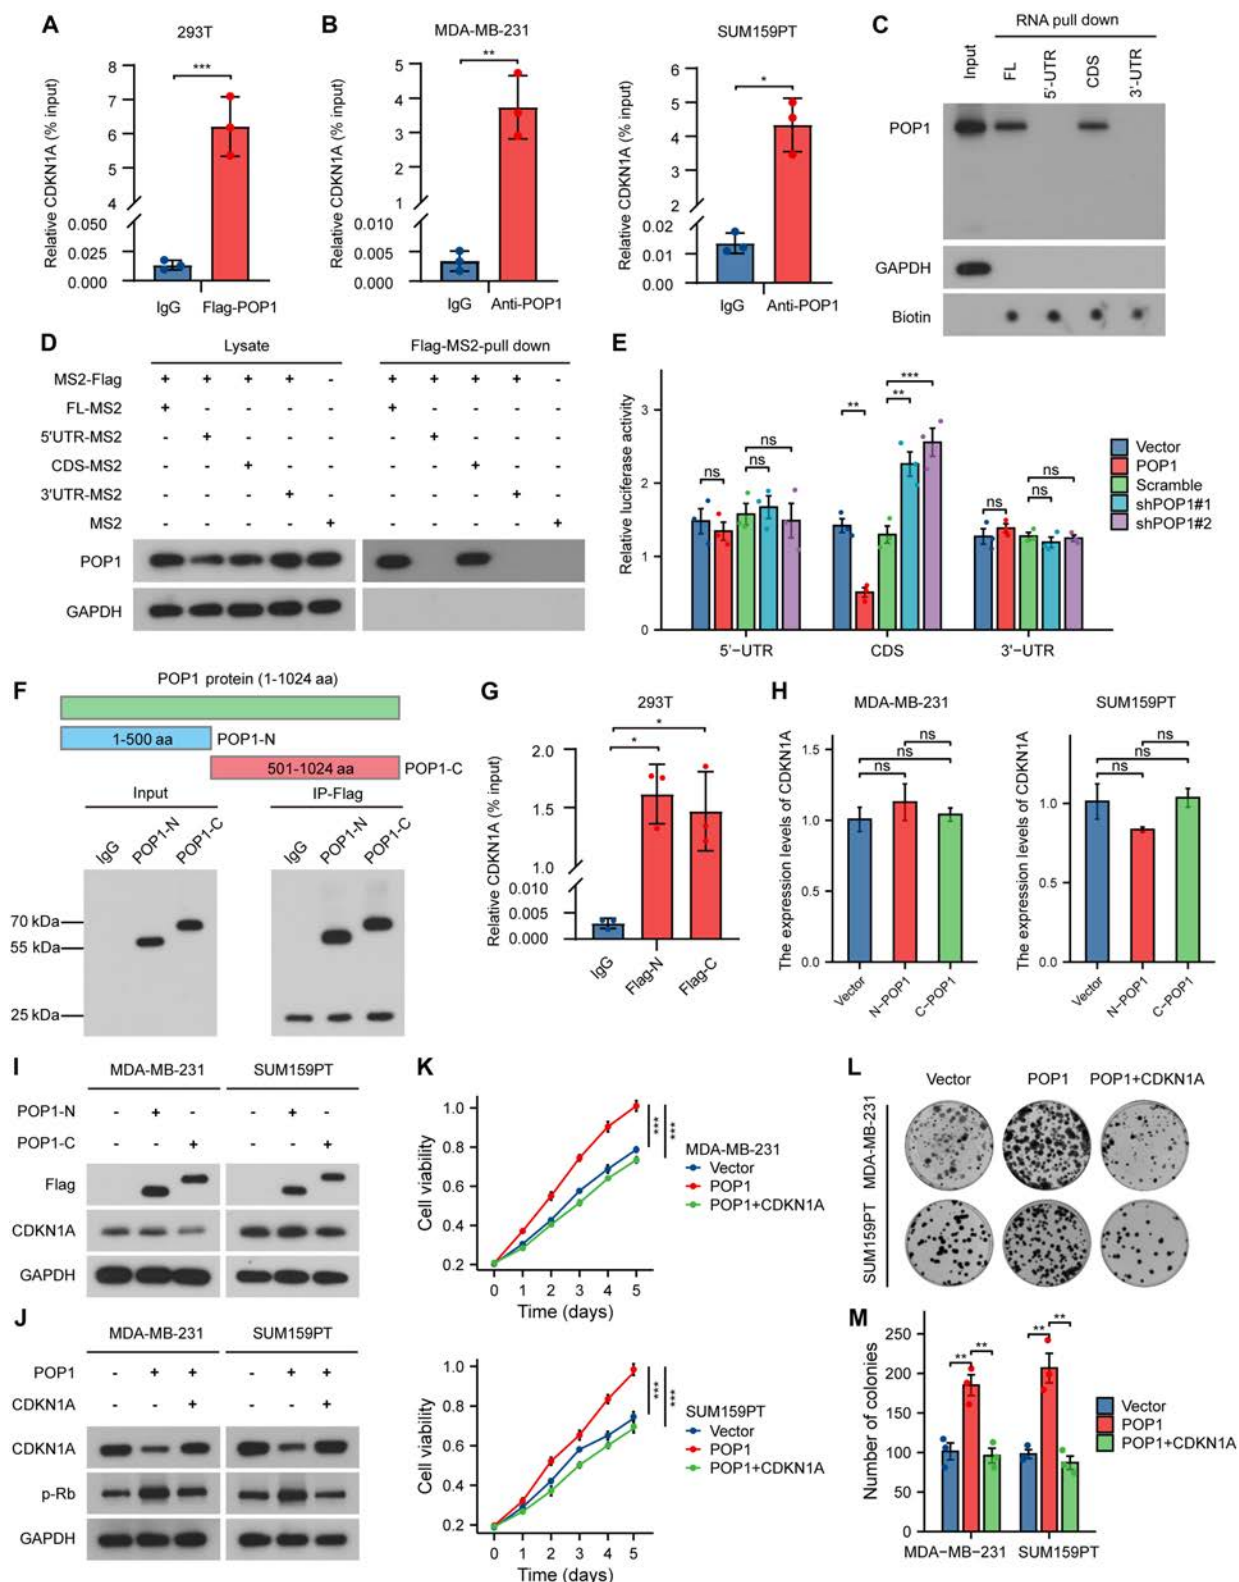 A
293T
***
Relative CDKN1A (% input)
8
7
6
5
4
0.050
0.025
0.000
IgG
Flag-POP1
B
MDA-MB-231
**
Relative CDKN1A (% input)
5
4
3
2
1
0.010
0.005
0.000
IgG
Anti-POP1
SUM159PT
*
Relative CDKN1A (% input)
6
5
4
3
2
0.02
0.01
0.00
IgG
Anti-POP1
C
RNA pull down
Input
FL
5'-UTR
CDS
3'-UTR
POP1
GAPDH
Biotin
D
Lysate
Flag-MS2-pull down
MS2-Flag + + + + - + + + + -
FL-MS2 + - - - - + - - - -
5'UTR-MS2 - + - - - - + - - -
CDS-MS2 - - + - - - - + - -
3'UTR-MS2 - - - + - - - - + -
MS2 - - - - + - - - - +
POP1
GAPDH
E
Relative luciferase activity
3
2
1
0
ns
ns
ns
**
**
***
ns
ns
ns
5'−UTR
CDS
3'−UTR
Vector
POP1
Scramble
shPOP1#1
shPOP1#2
F
POP1 protein (1-1024 aa)
1-500 aa
POP1-N
501-1024 aa
POP1-C
Input
IP-Flag
IgG
POP1-N
POP1-C
IgG
POP1-N
POP1-C
70 kDa
55 kDa
25 kDa
G
293T
*
*
Relative CDKN1A (% input)
2.0
1.5
1.0
0.010
0.005
0.000
IgG
Flag-N
Flag-C
H
MDA-MB-231
The expression levels of CDKN1A
1.5
1.0
0.5
0.0
ns
ns
ns
Vector
N−POP1
C−POP1
SUM159PT
The expression levels of CDKN1A
1.0
0.5
0.0
ns
ns
ns
Vector
N−POP1
C−POP1
I
MDA-MB-231
SUM159PT
POP1-N - + - - + -
POP1-C - - + - - +
Flag
CDKN1A
GAPDH
J
MDA-MB-231
SUM159PT
POP1 - + + - + +
CDKN1A - - + - - +
CDKN1A
p-Rb
GAPDH
K
Cell viability
1.0
0.8
0.6
0.4
0.2
0 1 2 3 4 5
Time (days)
***
***
MDA-MB-231
Vector
POP1
POP1+CDKN1A
Cell viability
1.0
0.8
0.6
0.4
0.2
0 1 2 3 4 5
Time (days)
***
***
SUM159PT
Vector
POP1
POP1+CDKN1A
L
Vector
POP1
POP1+CDKN1A
MDA-MB-231
SUM159PT
M
Number of colonies
250
200
150
100
50
0
**
**
**
**
MDA−MB−231
SUM159PT
Vector
POP1
POP1+CDKN1A